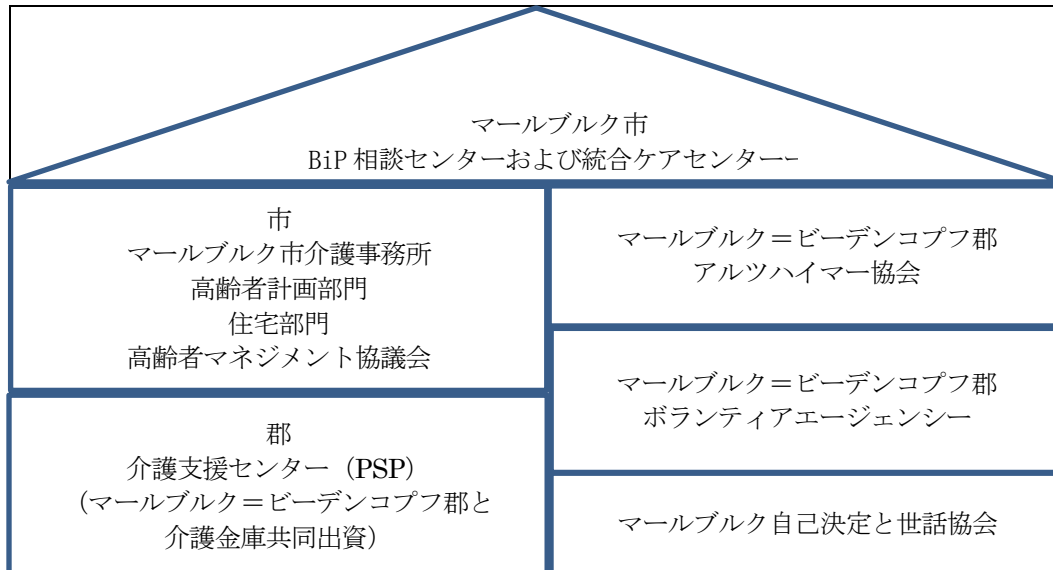 マールブルク市
BiP 相談センターおよび統合ケアセンター-
市
マールブルク市介護事務所
高齢者計画部門
住宅部門
高齢者マネジメント協議会
郡
介護支援センター（PSP）
（マールブルク＝ビーデンコプフ郡と
介護金庫共同出資）
マールブルク＝ビーデンコプフ郡
アルツハイマー協会
マールブルク＝ビーデンコプフ郡
ボランティアエージェンシー
マールブルク自己決定と世話協会